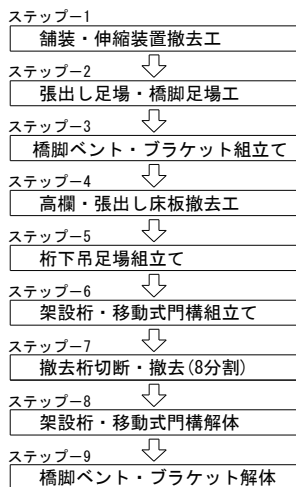 ステップ-1
舗装・伸縮装置撤去工
ステップ-2
張出し足場・橋脚足場工
ステップ-3
橋脚ベント・ブラケット組立て
ステップ-4
高欄・張出し床板撤去工
ステップ-5
桁下吊足場組立て
ステップ-6
架設桁・移動式門構組立て
ステップ-7
撤去桁切断・撤去(8分割)
ステップ-8
架設桁・移動式門構解体
ステップ-9
橋脚ベント・ブラケット解体